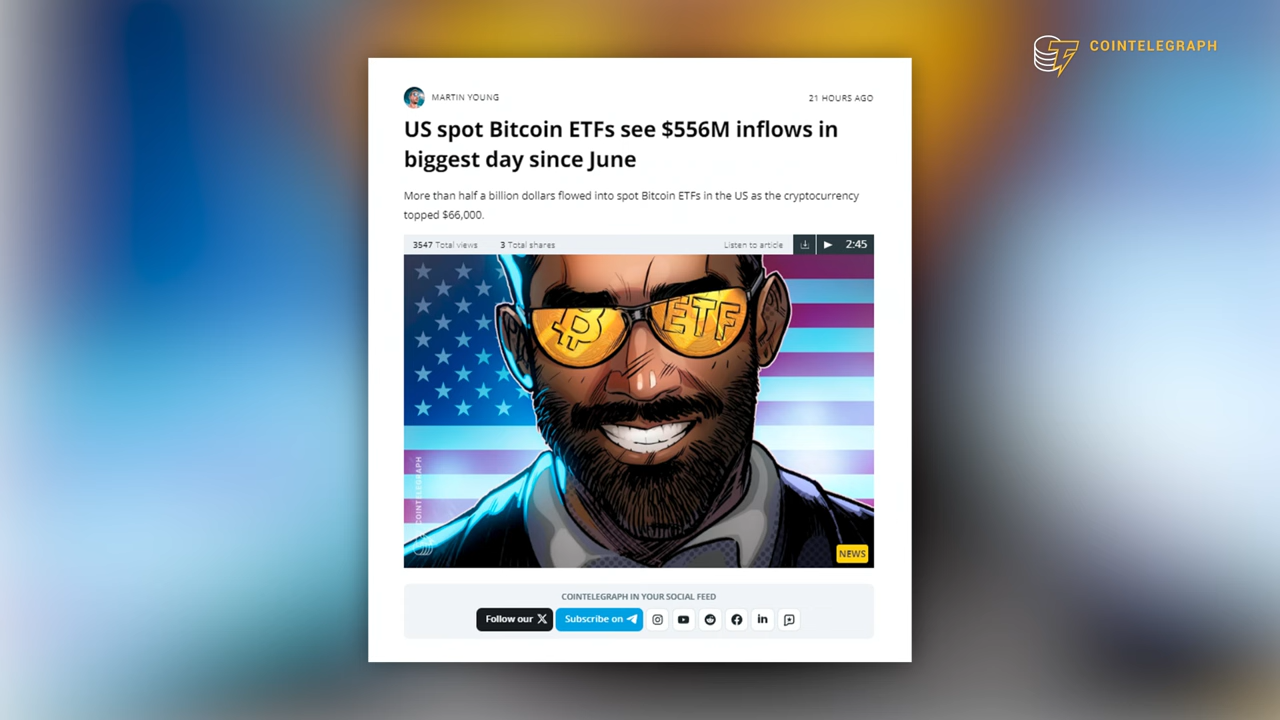 COINTELEGRAPH
MARTIN YOUNG
21 HOURS AGO
US spot Bitcoin ETFs see $556M inflows in
biggest day since June
More than half a billion dollars flowed into spot Bitcoin ETFs in the US as the cryptocurrency
topped $66,000.
3547 Total views 3 Total shares Listen to article 2:45
ETF
COINTELEGRAPH
NEWS
COINTELEGRAPH IN YOUR SOCIAL FEED
Follow our X Subscribe on